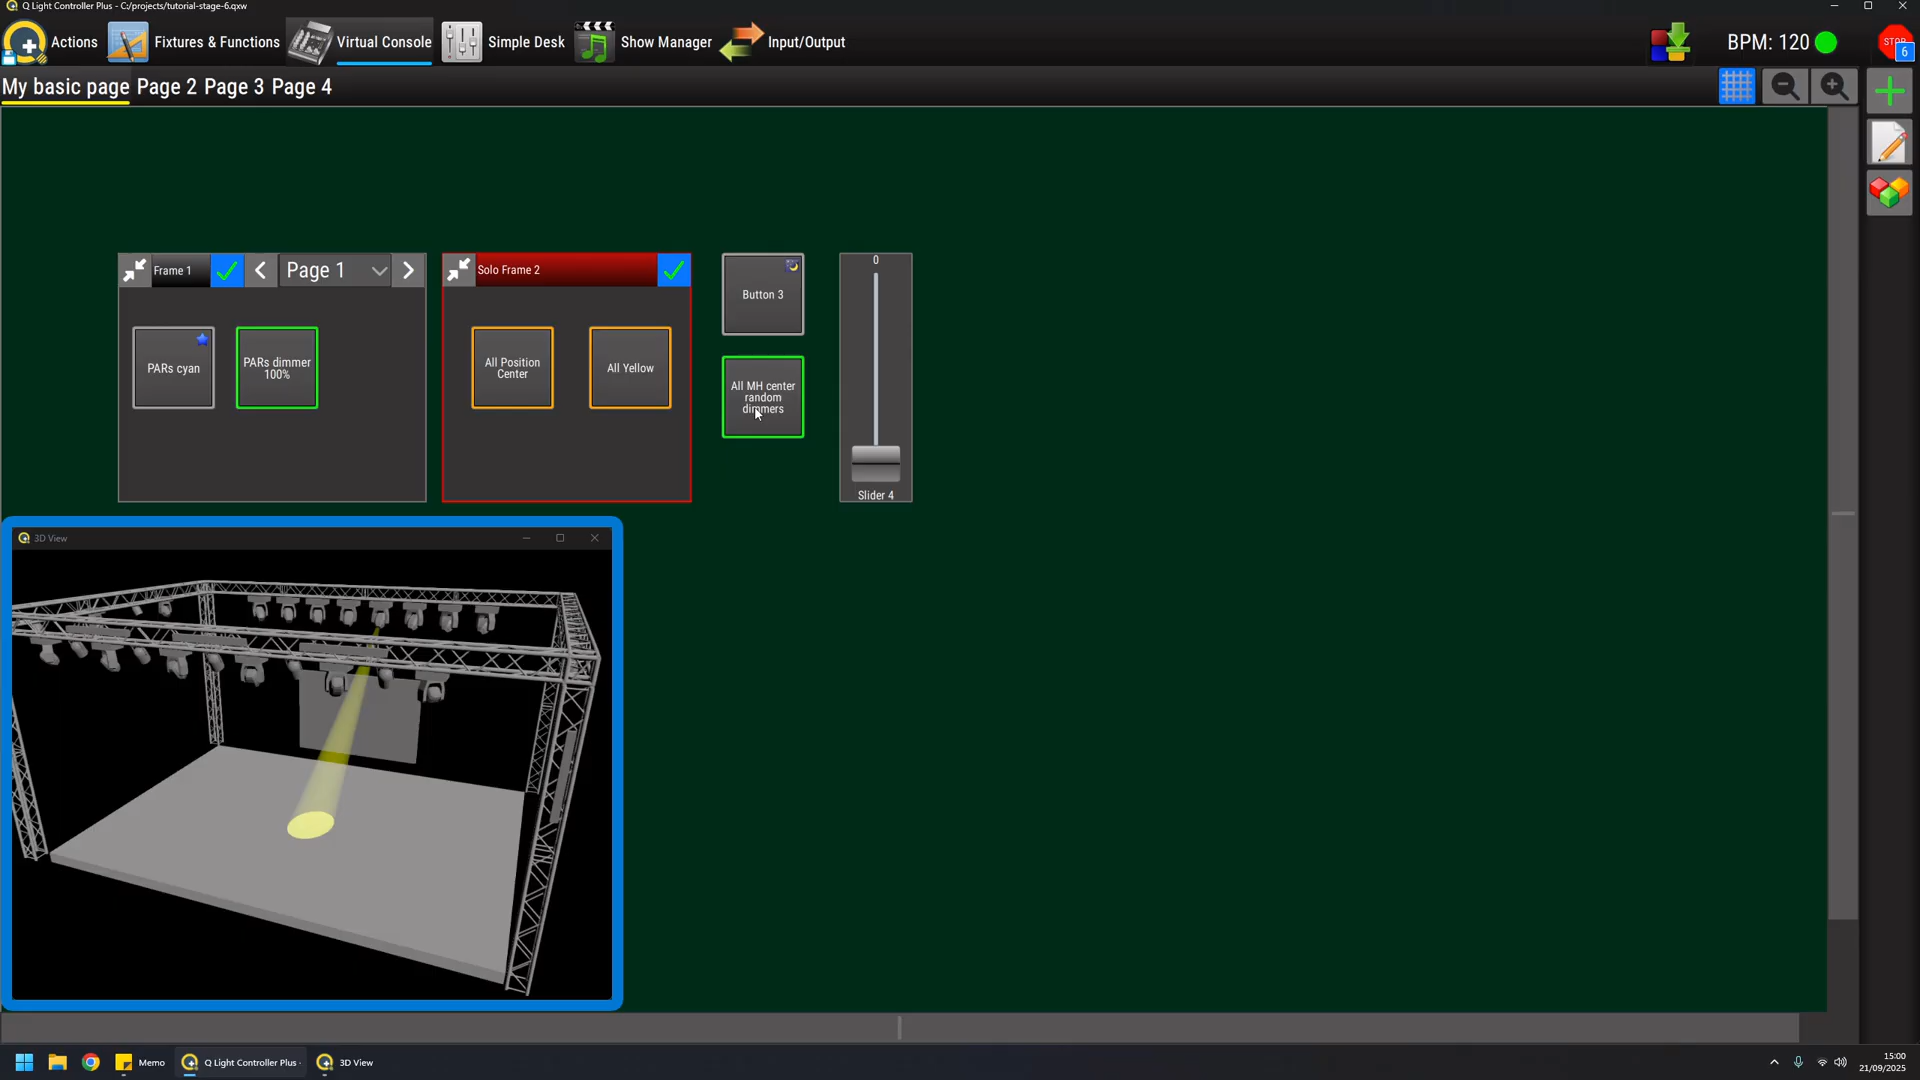 Q Light Controller Plus - C:/projects/tutorial-stage-6.qxw
Actions
Fixtures & Functions
Virtual Console
Simple Desk
Show Manager
Input/Output
BPM: 120
STOP
6
My basic page
Page 2
Page 3
Page 4
Frame 1
Page 1
Solo Frame 2
0
Button 3
PARs cyan
PARs dimmer
100%
All Position
Center
All Yellow
All MH center
random
dimmers
Slider 4
3D View
Memo
Q Light Controller Plus -
3D View
15:00
21/09/2025